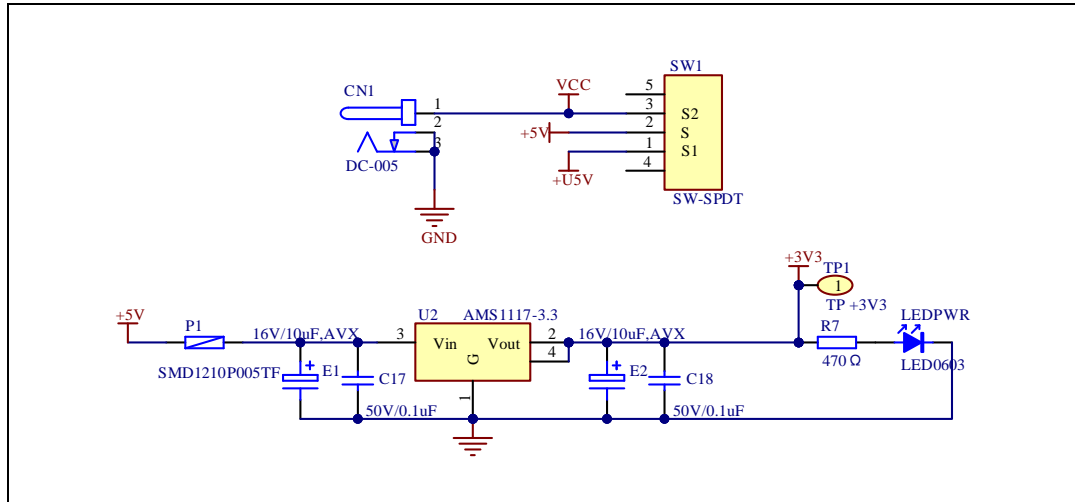 SW1
VCC
CN1
5
1
3
S2
2
2
S
+5V
3
1
S1
DC-005
4
+U5V
SW-SPDT
GND
+3V3
TP1
1
TP +3V3
+5V
P1
U2
AMS1117-3.3
R7
LEDPWR
16V/10uF,AVX
3
Vin
Vout
2
16V/10uF,AVX
4
G
470 Ω
LED0603
SMD1210P005TF
+
E1
C17
+
E2
C18
1
50V/0.1uF
50V/0.1uF